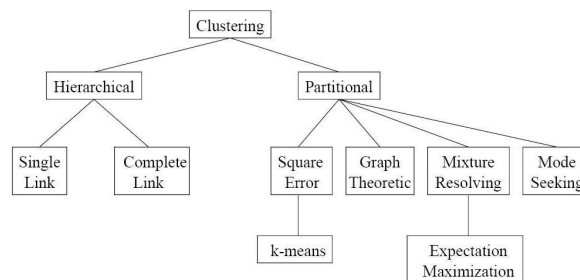 Clustering
Hierarchical
Partitional
Single
Link
Complete
Link
Square
Error
Graph
Theoretic
Mixture
Resolving
Mode
Seeking
k-means
Expectation
Maximization